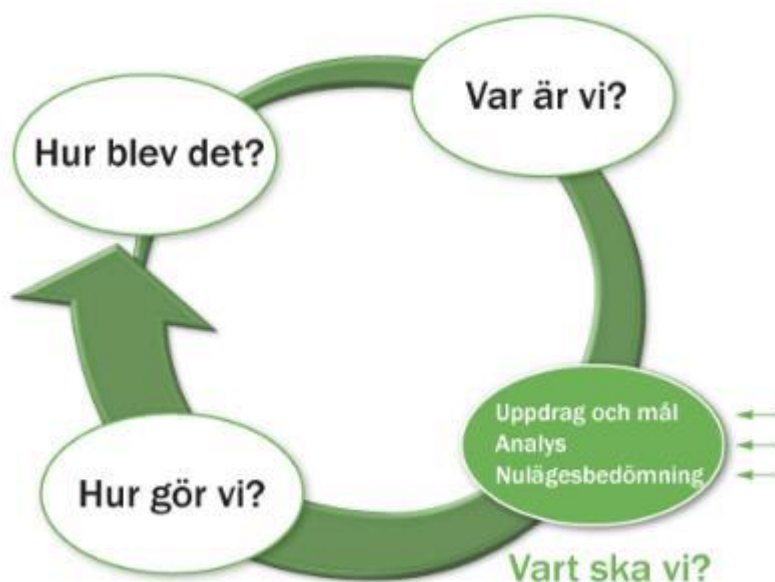 Var är vi?
Hur blev det?
Uppdrag och mål
Analys
Nulägesbedömning
Hur gör vi?
Vart ska vi?